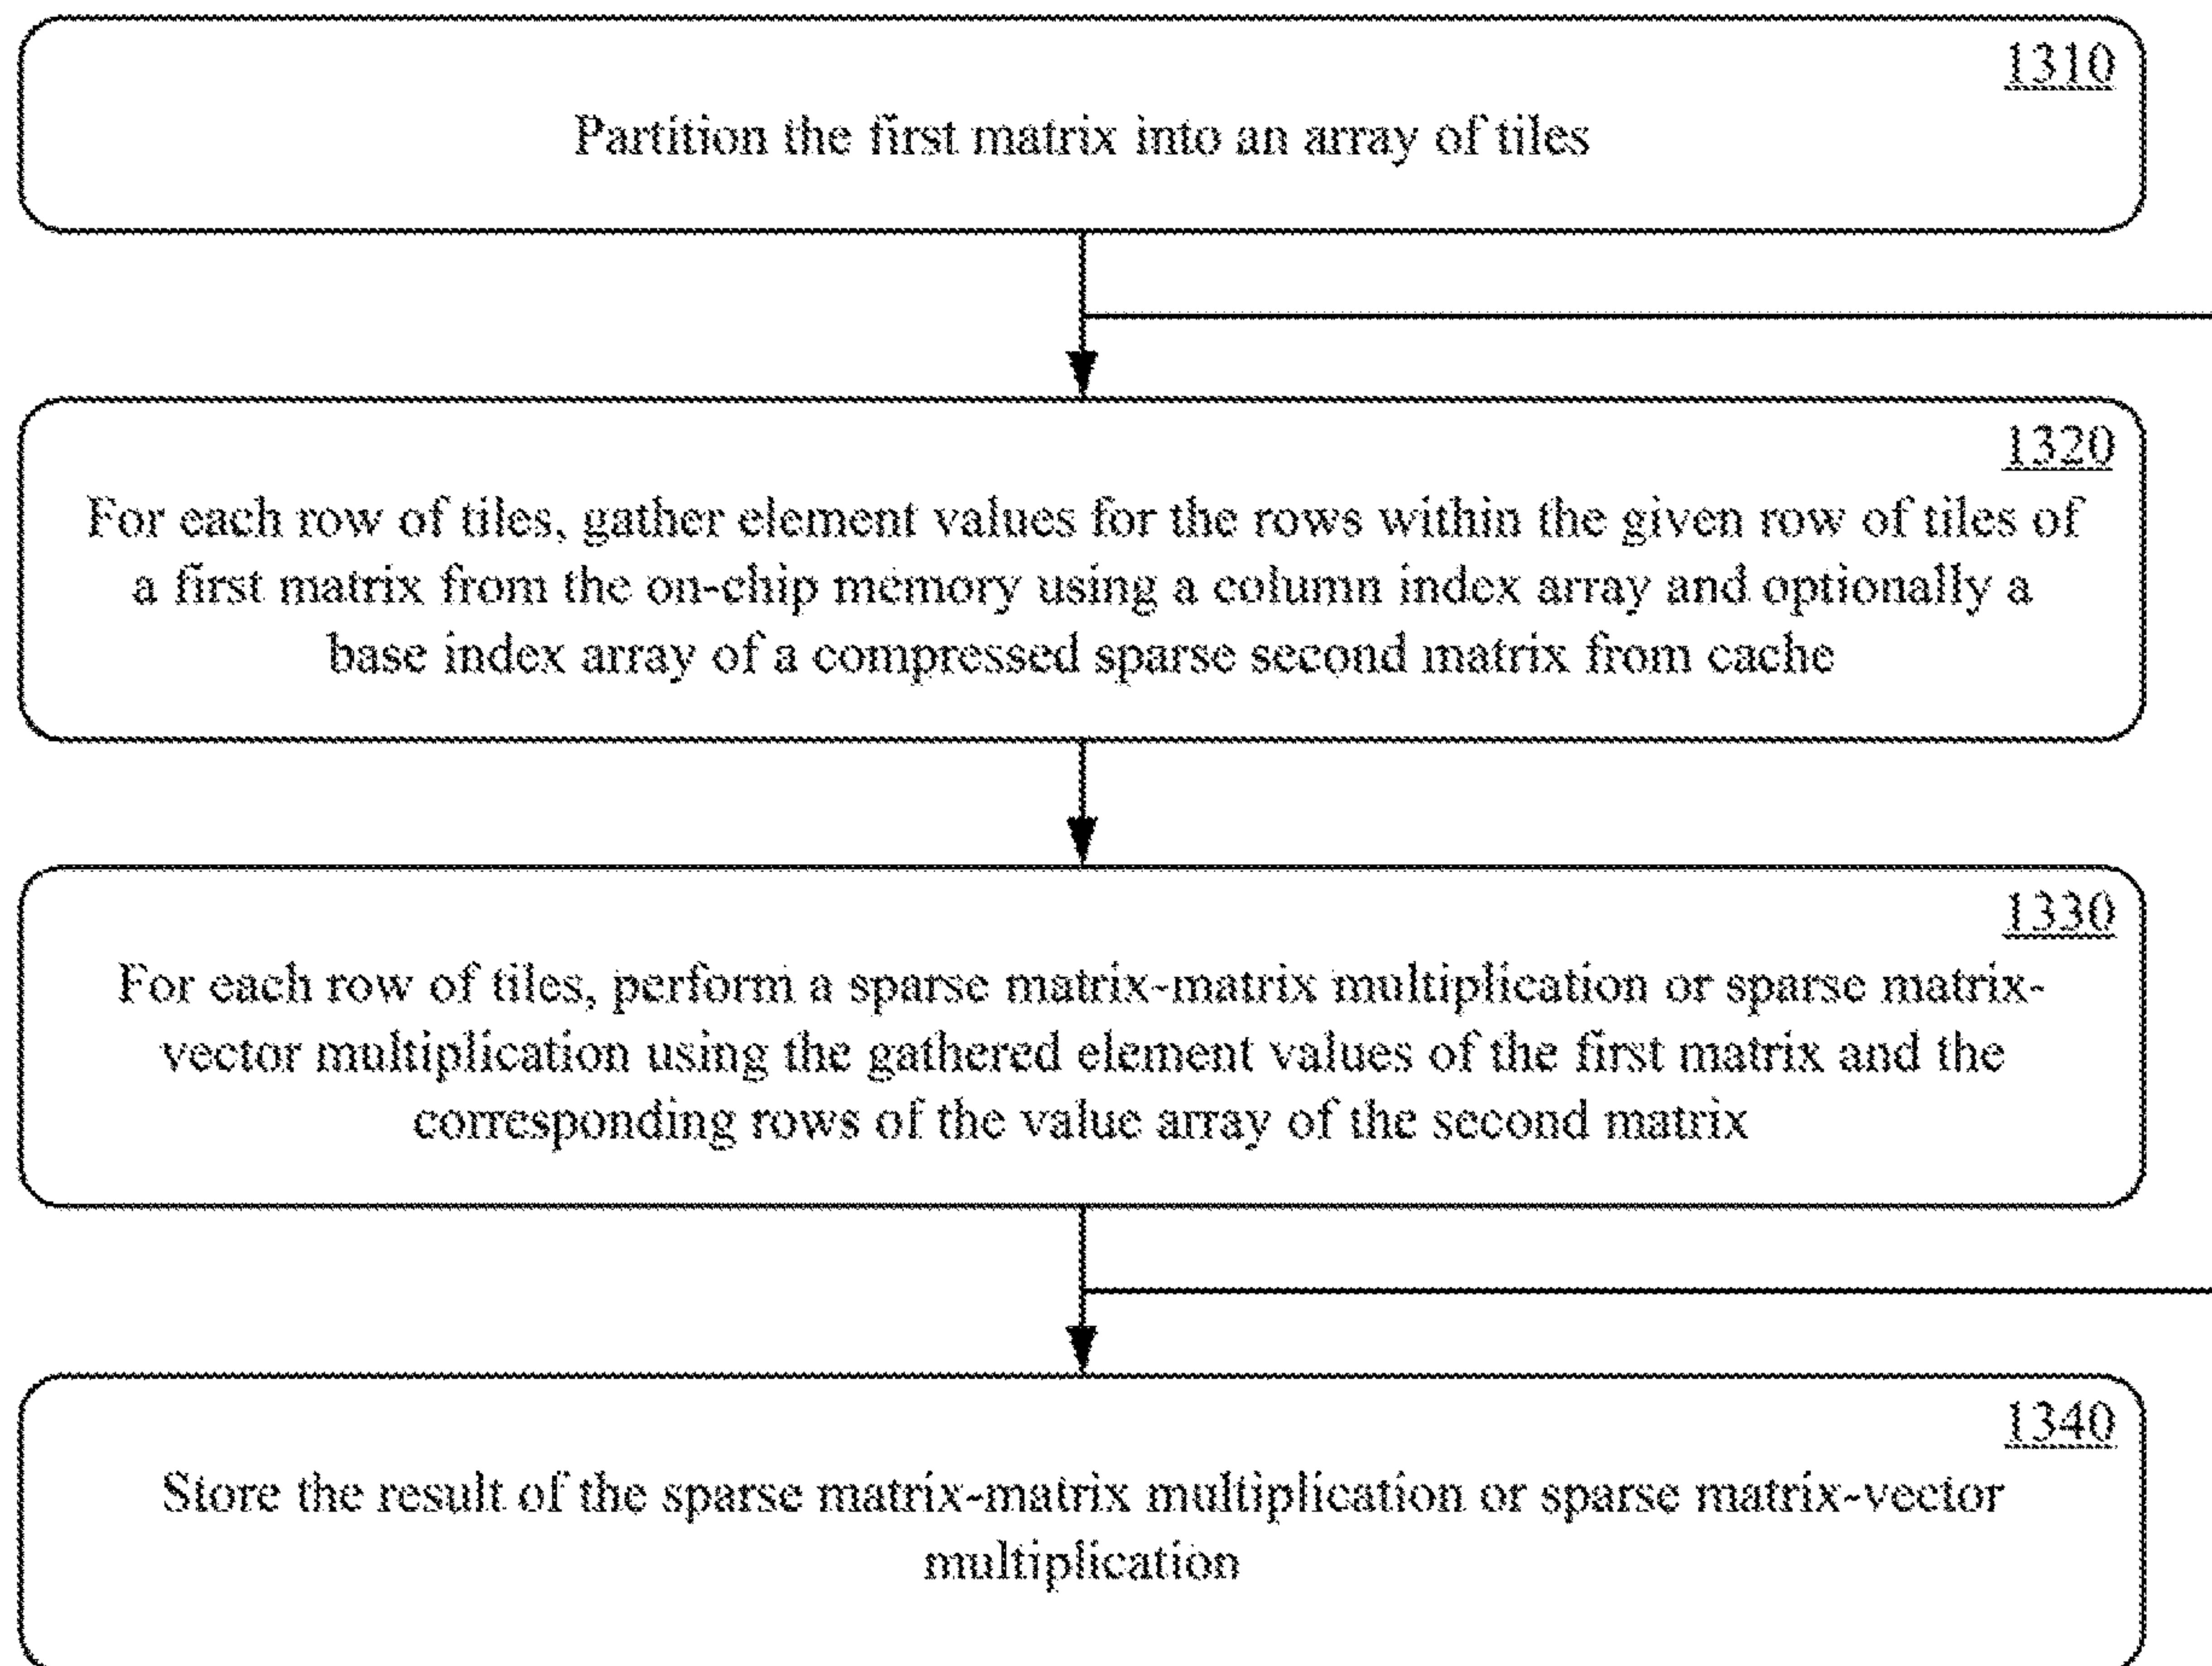 1310
Partition the first matrix into an array of tiles
1320
For each row of tiles, gather element values for the rows within the given row of tiles of
a first matrix from the on-chip memory using a column index array and optionally a
base index array of a compressed sparse second matrix from cache
1330
For each row of tiles, perform a sparse matrix-matrix multiplication or sparse matrix-
vector multiplication using the gathered element values of the first matrix and the
corresponding rows of the value array of the second matrix
1340
Store the result of the sparse matrix-matrix multiplication or sparse matrix-vector
multiplication